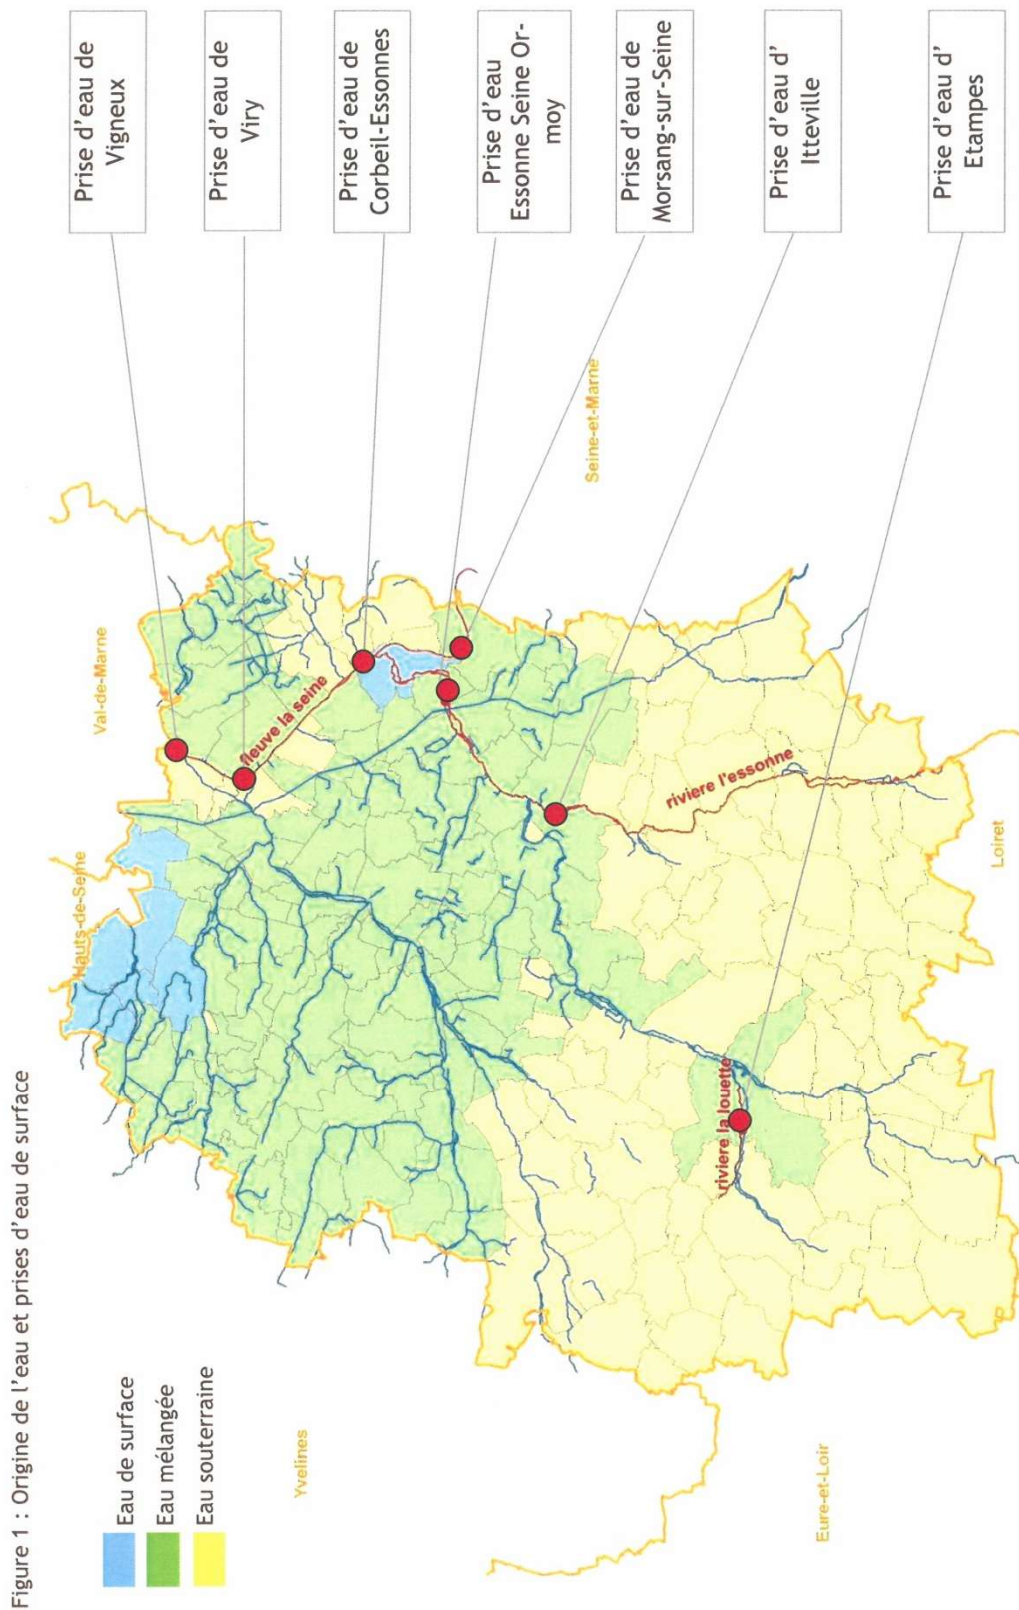 Figure 1 : Origine de l'eau et prises d'eau de surface
Eau de surface
Eau mélangée
Eau souterraine
Yvelines
Eure-et-Loir
Hauts-de-Seine
Val-de-Marne
Seine-et-Marne
Loiret
fleuve la seine
riviere l'essonne
riviere la louette
Prise d'eau de
Vigneux
Prise d'eau de
Viry
Prise d'eau de
Corbeil-Essonnes
Prise d'eau
Essonne Seine Or-
moy
Prise d'eau de
Morsang-sur-Seine
Prise d'eau d'
Itteville
Prise d'eau d'
Etampes